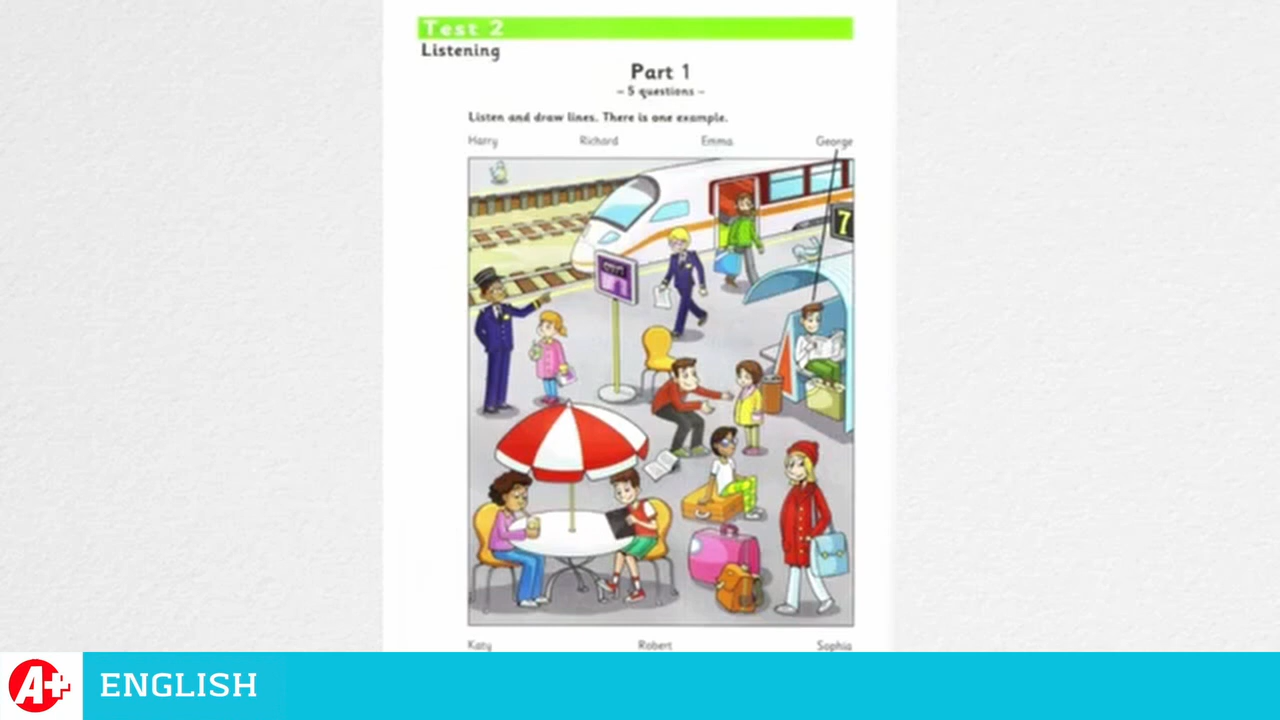 Test 2
Listening
Part 1
– 5 questions –
Listen and draw lines. There is one example.
Harry Richard Emma George
7
Katy Robert Sophia
A+ ENGLISH